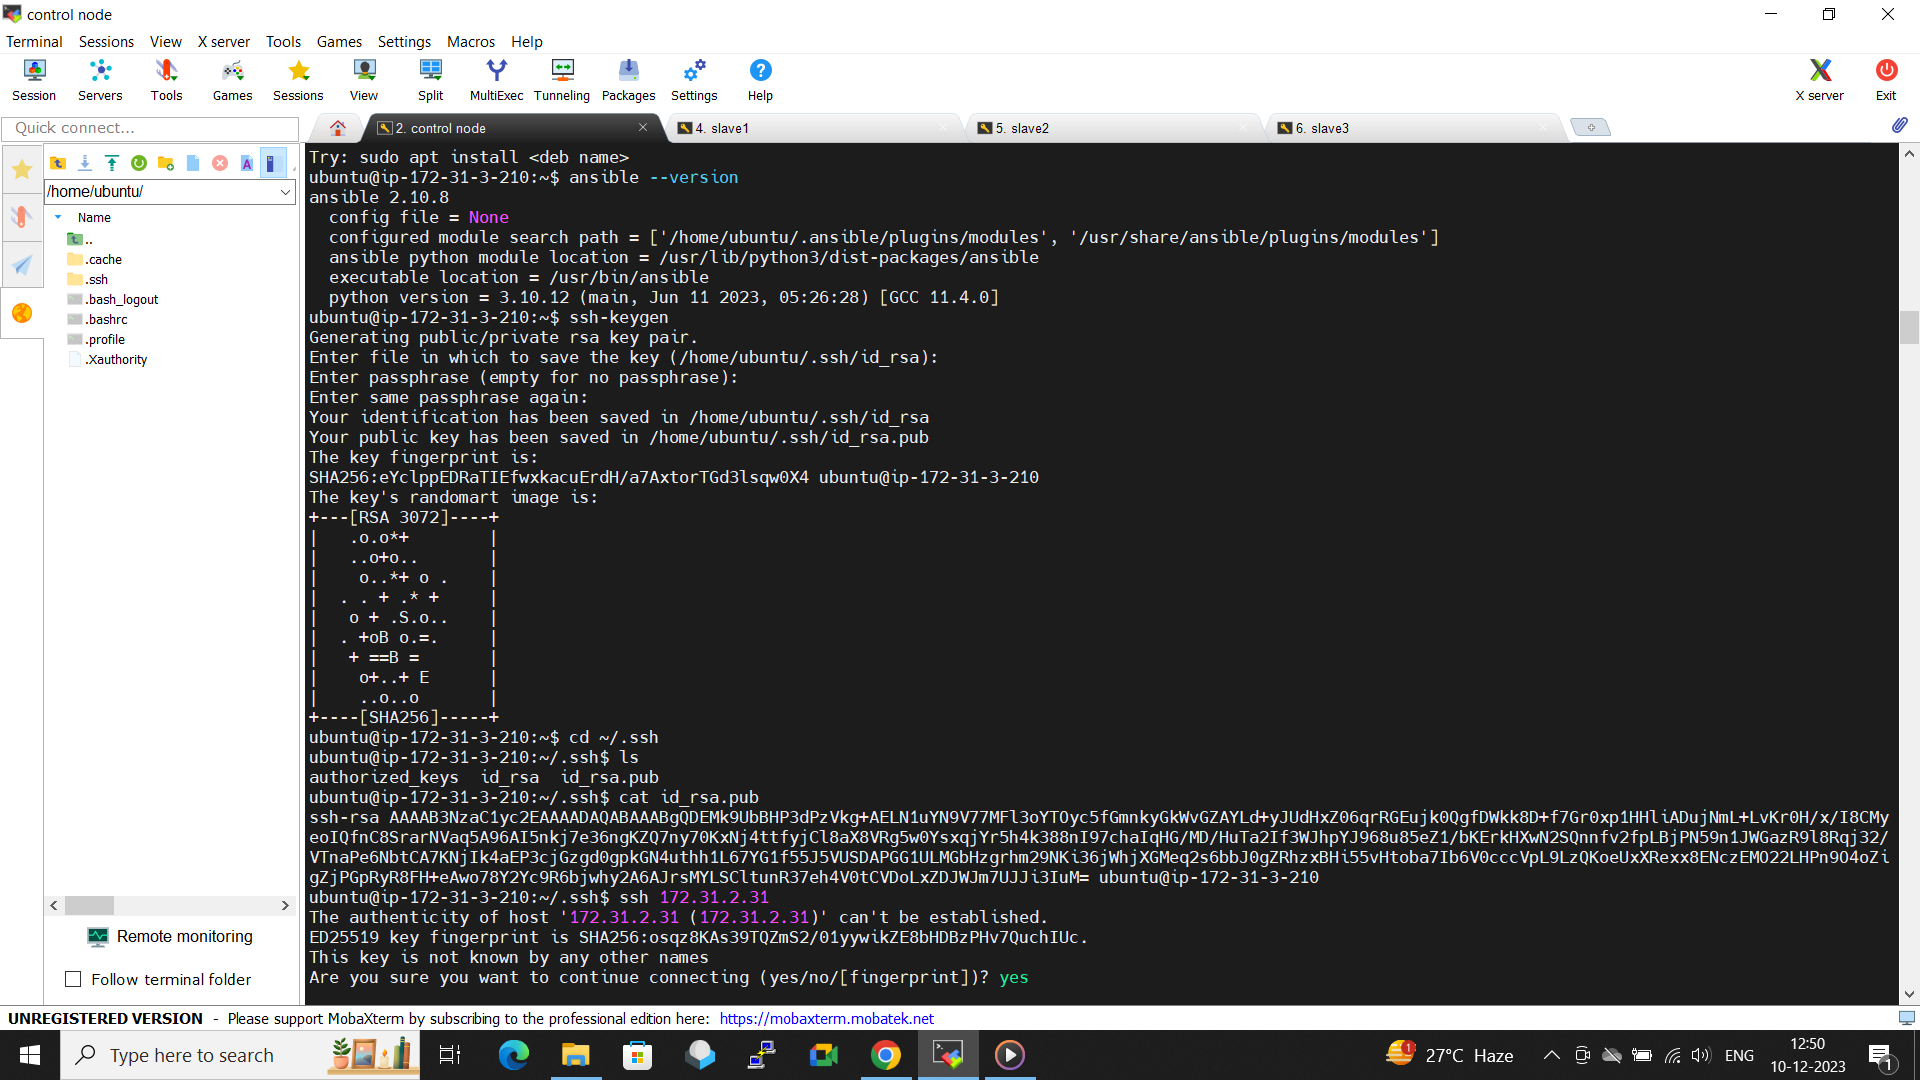 control node
Terminal Sessions View X server Tools Games Settings Macros Help
Session Servers Tools Games Sessions View Split MultiExec Tunneling Packages Settings Help X server Exit
Quick connect...
2. control node
4. slave1
5. slave2
6. slave3
/home/ubuntu/
Name
..
.cache
.ssh
.bash_logout
.bashrc
.profile
.Xauthority
Remote monitoring
Follow terminal folder
Try: sudo apt install <deb name>
ubuntu@ip-172-31-3-210:~$ ansible --version
ansible 2.10.8
  config file = None
  configured module search path = ['/home/ubuntu/.ansible/plugins/modules', '/usr/share/ansible/plugins/modules']
  ansible python module location = /usr/lib/python3/dist-packages/ansible
  executable location = /usr/bin/ansible
  python version = 3.10.12 (main, Jun 11 2023, 05:26:28) [GCC 11.4.0]
ubuntu@ip-172-31-3-210:~$ ssh-keygen
Generating public/private rsa key pair.
Enter file in which to save the key (/home/ubuntu/.ssh/id_rsa):
Enter passphrase (empty for no passphrase):
Enter same passphrase again:
Your identification has been saved in /home/ubuntu/.ssh/id_rsa
Your public key has been saved in /home/ubuntu/.ssh/id_rsa.pub
The key fingerprint is:
SHA256:eYclppEDRaTIEfwxkacuErdH/a7AxtorTGd3lsqw0X4 ubuntu@ip-172-31-3-210
The key's randomart image is:
+---[RSA 3072]----+
|   .o.o*+        |
|   ..o+o..       |
|    o..*+ o .    |
|  . . + .* +     |
|   o + .S.o..    |
|  . +oB o.=.     |
|   + ==B =       |
|    o+..+ E      |
|    ..o..o       |
+----[SHA256]-----+
ubuntu@ip-172-31-3-210:~$ cd ~/.ssh
ubuntu@ip-172-31-3-210:~/.ssh$ ls
authorized_keys  id_rsa  id_rsa.pub
ubuntu@ip-172-31-3-210:~/.ssh$ cat id_rsa.pub
ssh-rsa AAAAB3NzaC1yc2EAAAADAQABAAABgQDEMk9UbBHP3dPzVkg+AELN1uYN9V77MFl3oYTOyc5fGmnkyGkWvGZAYLd+yJUdHxZ06qrRGEujk0QgfDWkk8D+f7Gr0xp1HHliADujNmL+LvKr0H/x/I8CMy
eoIQfnC8SrarNVaq5A96AI5nkj7e36ngKZQ7ny70KxNj4ttfyjCl8aX8VRg5w0YsxqjYr5h4k388nI97chaIqHG/MD/HuTa2If3WJhpYJ968u85eZ1/bKErkHXwN2SQnnfv2fpLBjPN59n1JWGazR9l8Rqj32/
VTnaPe6NbtCA7KNjIk4aEP3cjGzgd0gpkGN4uthh1L67YG1f55J5VUSDAPGG1ULMGbHzgrhm29NKi36jWhjXGMeq2s6bbJ0gZRhzxBHi55vHtoba7Ib6V0cccVpL9LzQKoeUxXRexx8ENczEMO22LHPn9O4oZi
gZjPGpRyR8FH+eAwo78Y2Yc9R6bjwhy2A6AJrsMYLSCltunR37eh4V0tCVDoLxZDJWJm7UJJi3IuM= ubuntu@ip-172-31-3-210
ubuntu@ip-172-31-3-210:~/.ssh$ ssh 172.31.2.31
The authenticity of host '172.31.2.31 (172.31.2.31)' can't be established.
ED25519 key fingerprint is SHA256:osqz8KAs39TQZmS2/01yywikZE8bHDBzPHv7QuchIUc.
This key is not known by any other names
Are you sure you want to continue connecting (yes/no/[fingerprint])? yes
UNREGISTERED VERSION - Please support MobaXterm by subscribing to the professional edition here: https://mobaxterm.mobatek.net
Type here to search
1
27°C Haze
ENG
12:50
10-12-2023
1